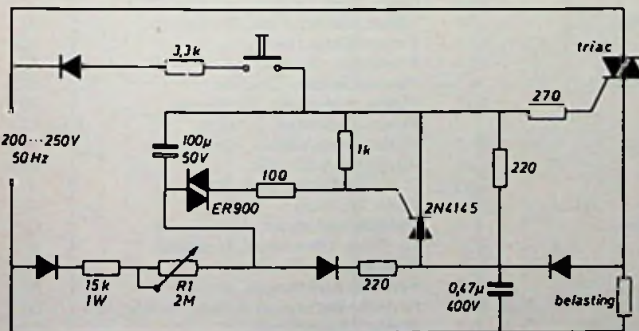 3,3k
triac
270
200...250V
50Hz
100µ
50V
1k
220
100
ER900
2N4145
15k
1W
R1
2M
220
0,47µ
400V
belasting